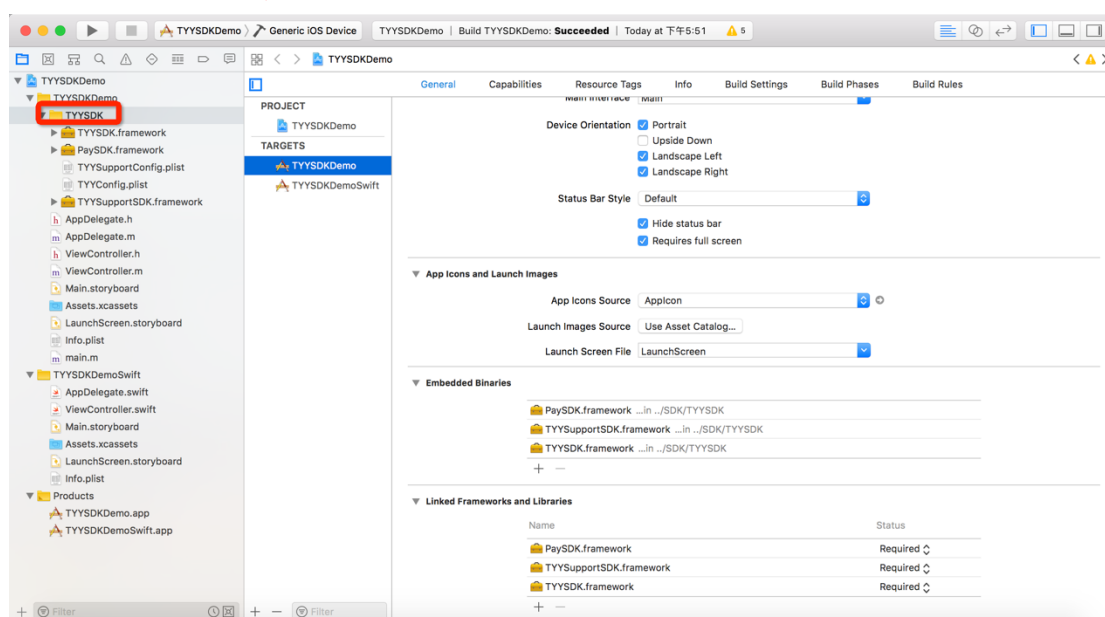 TYYSDKDemo
Generic iOS Device
TYYSDKDemo | Build TYYSDKDemo: Succeeded | Today at 下午5:51
5
TYYSDKDemo
TYYSDKDemo
TYYSDKDemo
TYYSDK
TYYSDK.framework
PaySDK.framework
TYYSupportConfig.plist
TYYConfig.plist
TYYSupportSDK.framework
h AppDelegate.h
m AppDelegate.m
h ViewController.h
m ViewController.m
Main.storyboard
Assets.xcassets
LaunchScreen.storyboard
Info.plist
m main.m
TYYSDKDemoSwift
AppDelegate.swift
ViewController.swift
Main.storyboard
Assets.xcassets
LaunchScreen.storyboard
Info.plist
Products
TYYSDKDemo.app
TYYSDKDemoSwift.app
Filter
PROJECT
TYYSDKDemo
TARGETS
TYYSDKDemo
TYYSDKDemoSwift
Filter
General Capabilities Resource Tags Info Build Settings Build Phases Build Rules
Main Interface Main
Device Orientation Portrait
Upside Down
Landscape Left
Landscape Right
Status Bar Style Default
Hide status bar
Requires full screen
App Icons and Launch Images
App Icons Source AppIcon
Launch Images Source Use Asset Catalog...
Launch Screen File LaunchScreen
Embedded Binaries
PaySDK.framework ...in ../SDK/TYYSDK
TYYSupportSDK.framework ...in ../SDK/TYYSDK
TYYSDK.framework ...in ../SDK/TYYSDK
Linked Frameworks and Libraries
Name Status
PaySDK.framework Required
TYYSupportSDK.framework Required
TYYSDK.framework Required